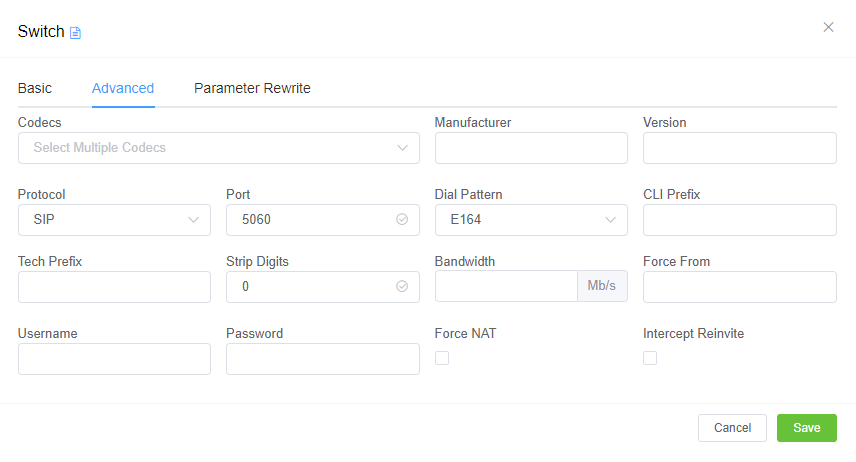 Switch
Basic Advanced Parameter Rewrite
Codecs Manufacturer Version
Select Multiple Codecs
Protocol Port Dial Pattern CLI Prefix
SIP 5060 E164
Tech Prefix Strip Digits Bandwidth Force From
0 Mb/s
Username Password Force NAT Intercept Reinvite
Cancel Save